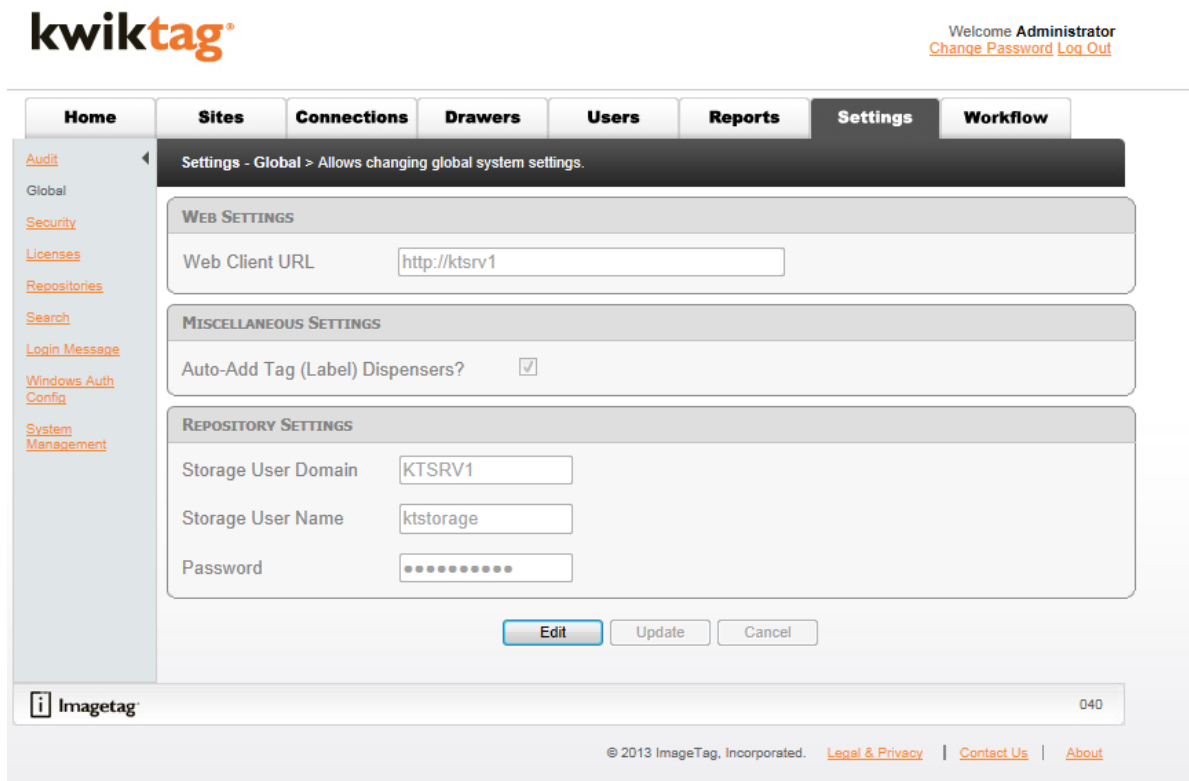 kwiktag®
Welcome Administrator
Change Password Log Out
Home Sites Connections Drawers Users Reports Settings Workflow
Audit
Global
Security
Licenses
Repositories
Search
Login Message
Windows Auth
Config
System
Management
Settings - Global > Allows changing global system settings.
WEB SETTINGS
Web Client URL http://ktsrv1
MISCELLANEOUS SETTINGS
Auto-Add Tag (Label) Dispensers?
REPOSITORY SETTINGS
Storage User Domain KTSRV1
Storage User Name ktstorage
Password ••••••••••
Edit Update Cancel
i Imagetag
040
© 2013 ImageTag, Incorporated. Legal & Privacy | Contact Us | About